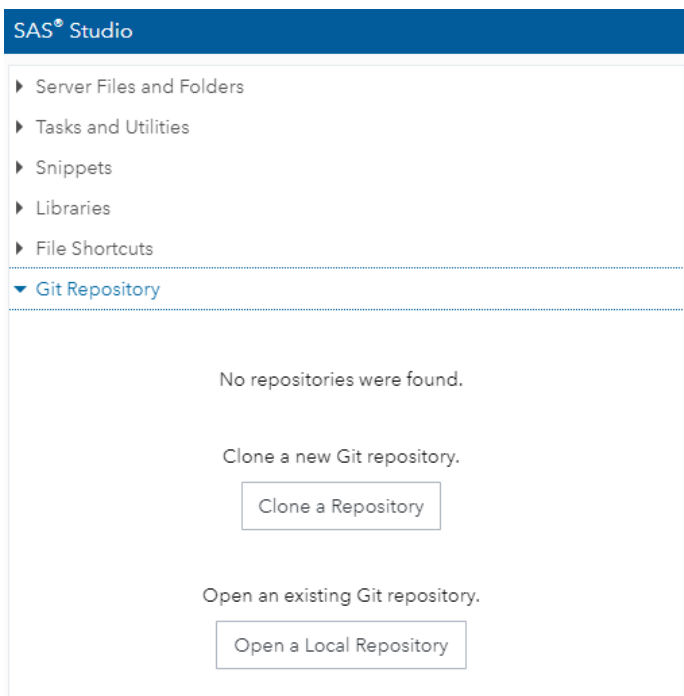 SAS® Studio
Server Files and Folders
Tasks and Utilities
Snippets
Libraries
File Shortcuts
Git Repository
No repositories were found.
Clone a new Git repository.
Clone a Repository
Open an existing Git repository.
Open a Local Repository